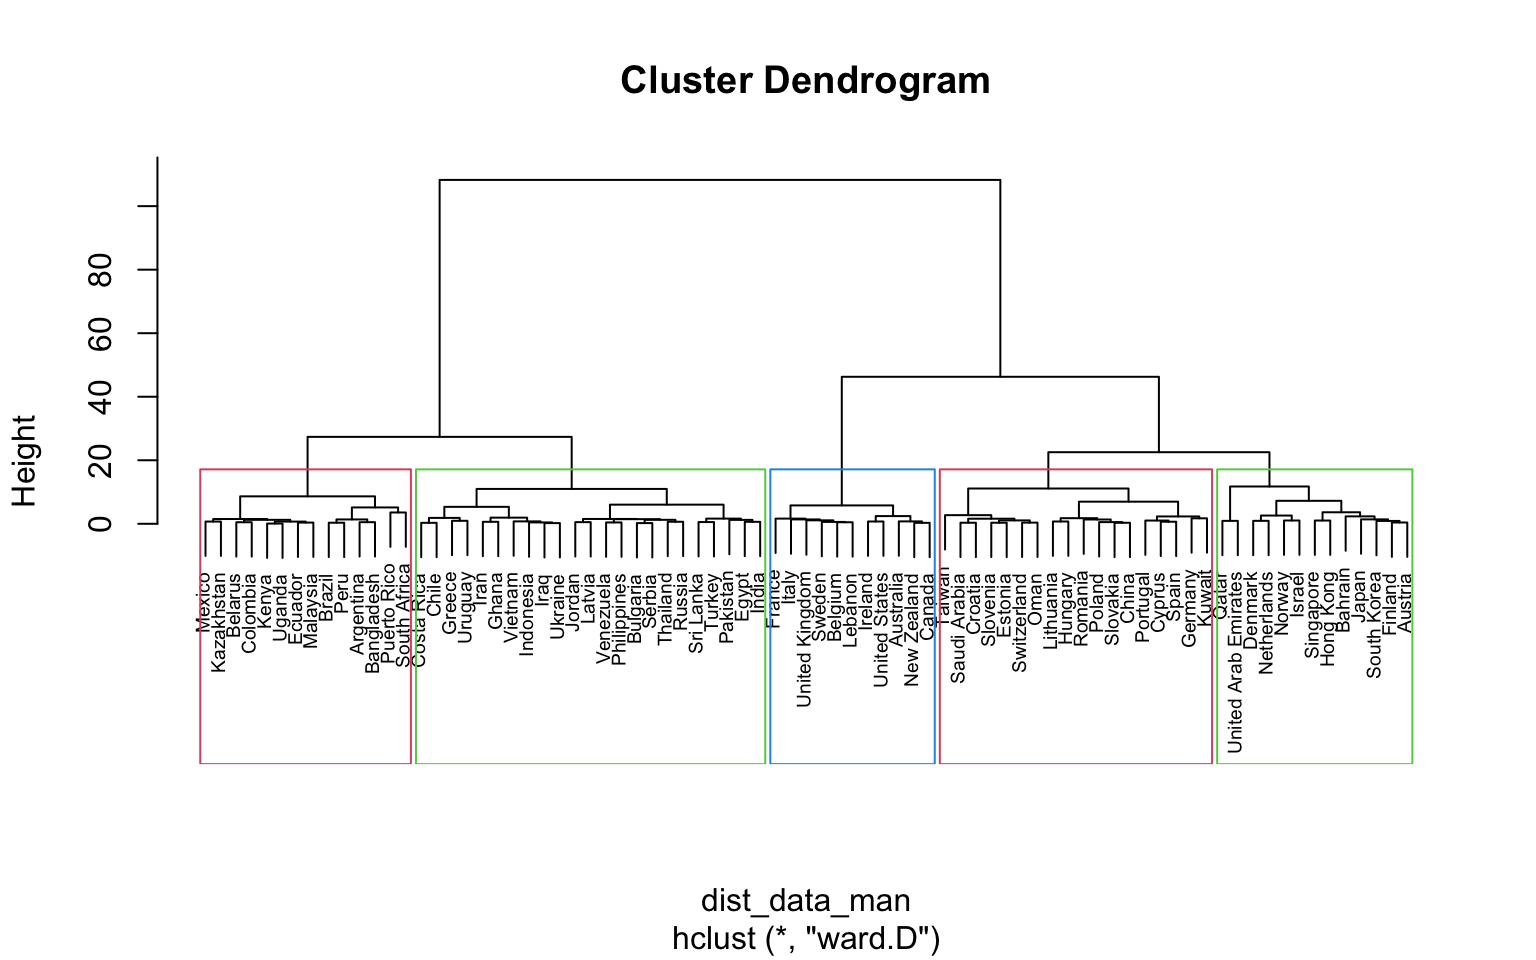 Cluster Dendrogram
Height
0
20
40
60
80
Mexico
Kazakhstan
Belarus
Colombia
Kenya
Uganda
Ecuador
Malaysia
Brazil
Peru
Argentina
Bangladesh
Puerto Rico
South Africa
Costa Rica
Chile
Greece
Uruguay
Iran
Ghana
Vietnam
Indonesia
Iraq
Ukraine
Jordan
Latvia
Venezuela
Philippines
Bulgaria
Serbia
Thailand
Russia
Sri Lanka
Turkey
Pakistan
Egypt
India
France
Italy
United Kingdom
Sweden
Belgium
Lebanon
Ireland
United States
Australia
New Zealand
Canada
Taiwan
Saudi Arabia
Croatia
Slovenia
Estonia
Switzerland
Oman
Lithuania
Hungary
Romania
Poland
Slovakia
China
Portugal
Cyprus
Spain
Germany
Kuwait
Qatar
United Arab Emirates
Denmark
Netherlands
Norway
Israel
Singapore
Hong Kong
Bahrain
Japan
South Korea
Finland
Austria
dist_data_man
hclust (*, "ward.D")